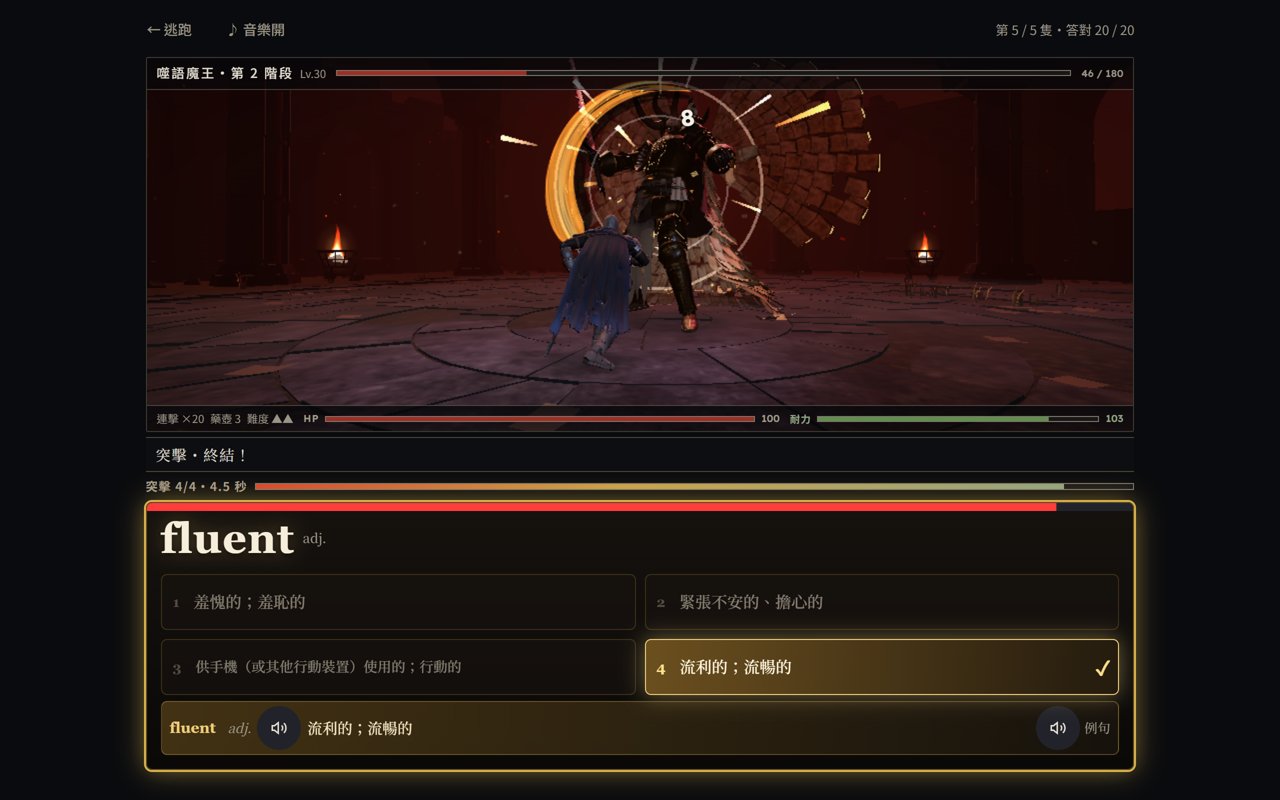 ← 逃跑 ♪ 音樂開 第 5 / 5 隻・答對 20 / 20
噬語魔王・第 2 階段 Lv.30 46 / 180
8
連擊 ×20 藥壺 3 難度 ▲▲ HP 100 耐力 103
突擊・終結！
突擊 4/4・4.5 秒
fluent adj.
1 羞愧的；羞恥的
2 緊張不安的、擔心的
3 供手機（或其他行動裝置）使用的；行動的
4 流利的；流暢的 ✓
fluent adj. 流利的；流暢的 例句